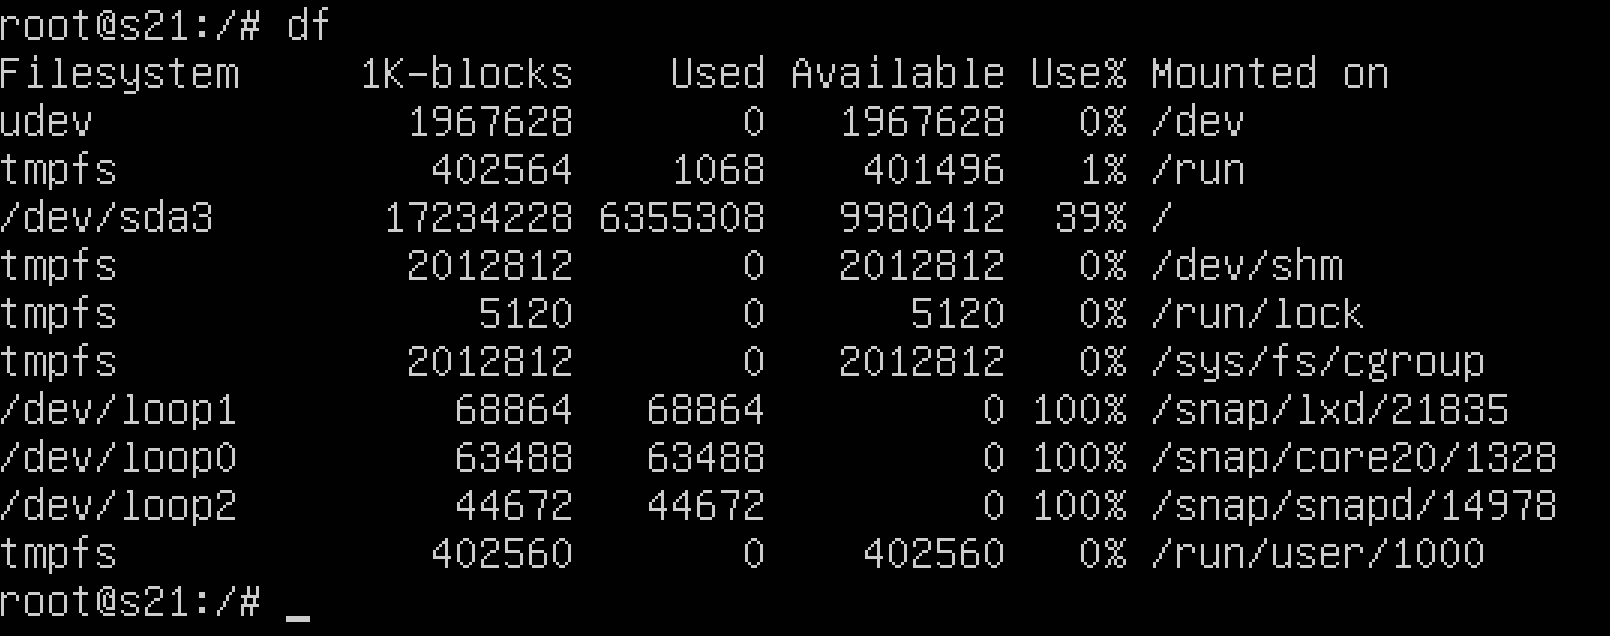 root@s21:/# df
Filesystem     1K-blocks    Used Available Use% Mounted on
udev             1967628       0   1967628   0% /dev
tmpfs             402564    1068    401496   1% /run
/dev/sda3       17234228 6355308   9980412  39% /
tmpfs            2012812       0   2012812   0% /dev/shm
tmpfs               5120       0      5120   0% /run/lock
tmpfs            2012812       0   2012812   0% /sys/fs/cgroup
/dev/loop1         68864   68864         0 100% /snap/lxd/21835
/dev/loop0         63488   63488         0 100% /snap/core20/1328
/dev/loop2         44672   44672         0 100% /snap/snapd/14978
tmpfs             402560       0    402560   0% /run/user/1000
root@s21:/# _